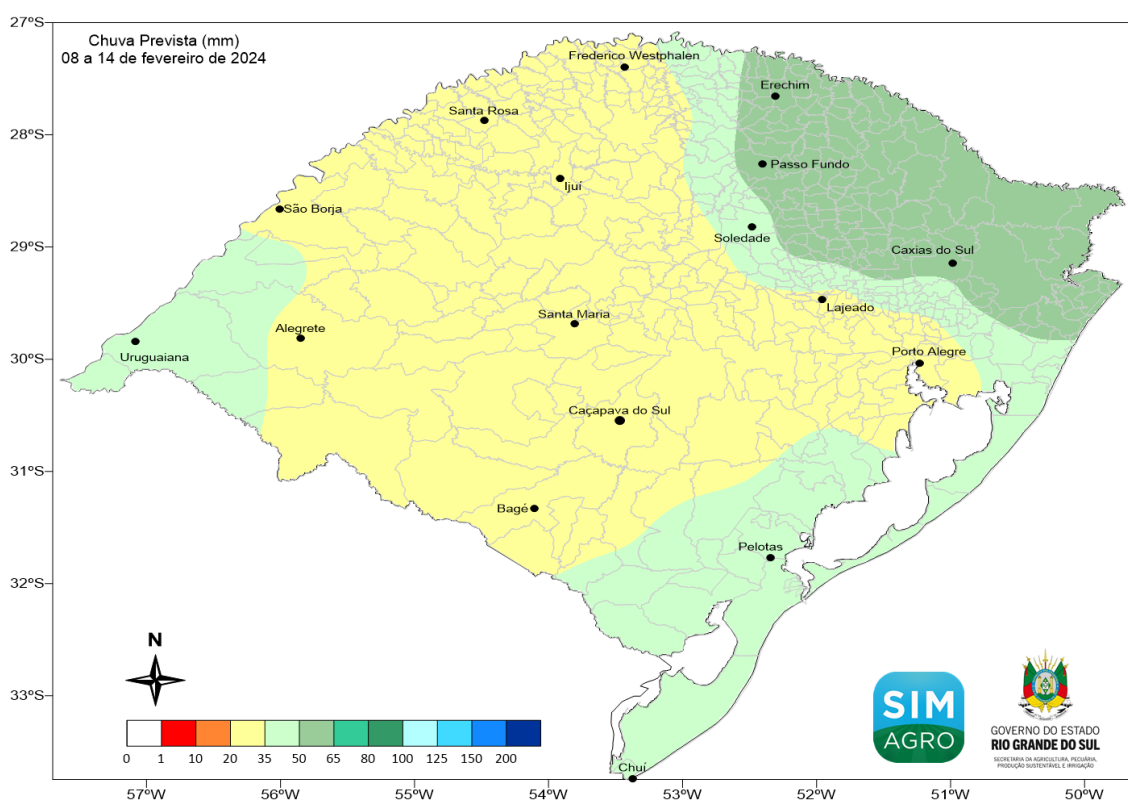 27°S
Chuva Prevista (mm)
08 a 14 de fevereiro de 2024
Frederico Westphalen
Erechim
Santa Rosa
28°S
Passo Fundo
Ijuí
São Borja
Soledade
29°S
Caxias do Sul
Lajeado
Santa Maria
Alegrete
Uruguaiana
30°S
Porto Alegre
Caçapava do Sul
31°S
Bagé
Pelotas
32°S
N
33°S
0 1 10 20 35 50 65 80 100 125 150 200
SIM
AGRO
GOVERNO DO ESTADO
RIO GRANDE DO SUL
SECRETARIA DA AGRICULTURA, PECUÁRIA,
PRODUÇÃO SUSTENTÁVEL E IRRIGAÇÃO
Chuí
57°W 56°W 55°W 54°W 53°W 52°W 51°W 50°W